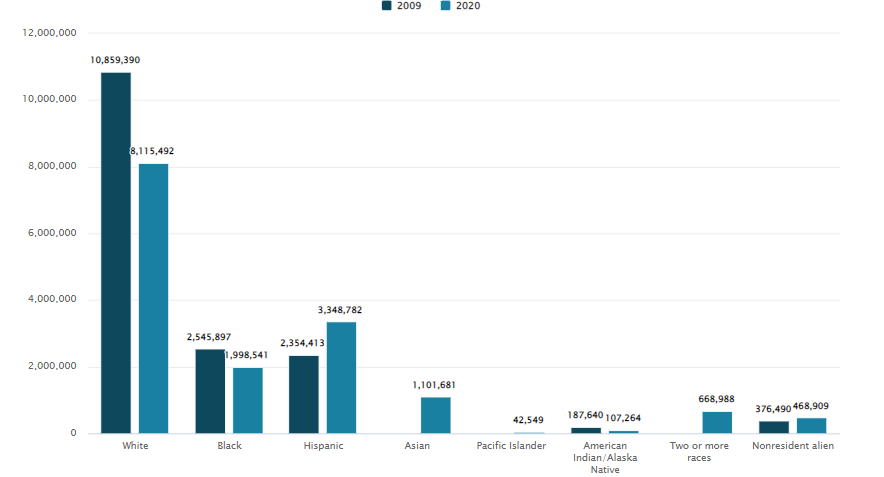 2009 2020
12,000,000
10,859,390
10,000,000
8,115,492
8,000,000
6,000,000
4,000,000
3,348,782
2,545,897
2,354,413
1,998,541
2,000,000
1,101,681
668,988
42,549
187,640
107,264
376,490
468,909
0
White
Black
Hispanic
Asian
Pacific Islander
American
Indian/Alaska
Native
Two or more
races
Nonresident alien